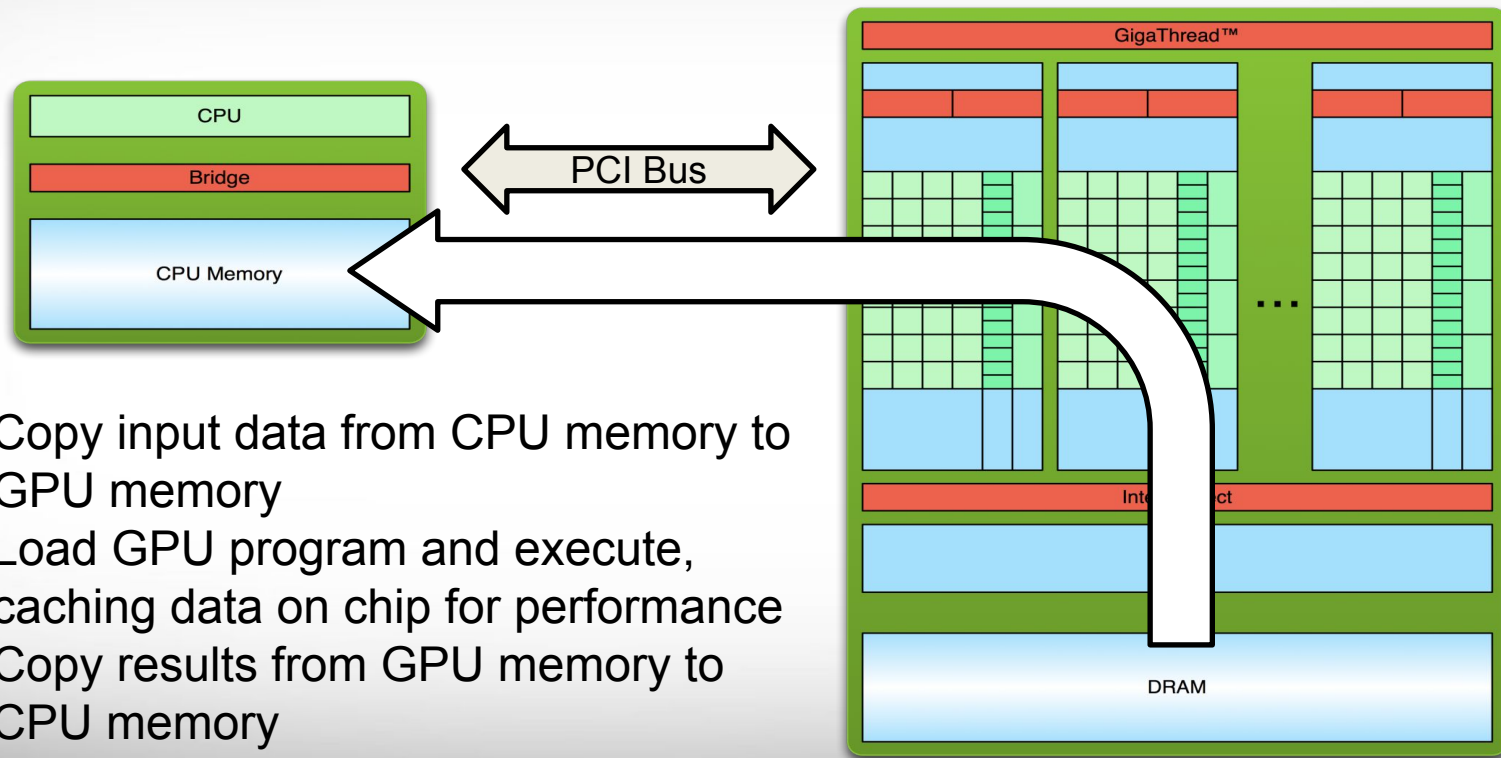 GigaThread™
CPU
Bridge
PCI Bus
CPU Memory
Copy input data from CPU memory to
GPU memory
Load GPU program and execute,
caching data on chip for performance
Copy results from GPU memory to
CPU memory
DRAM